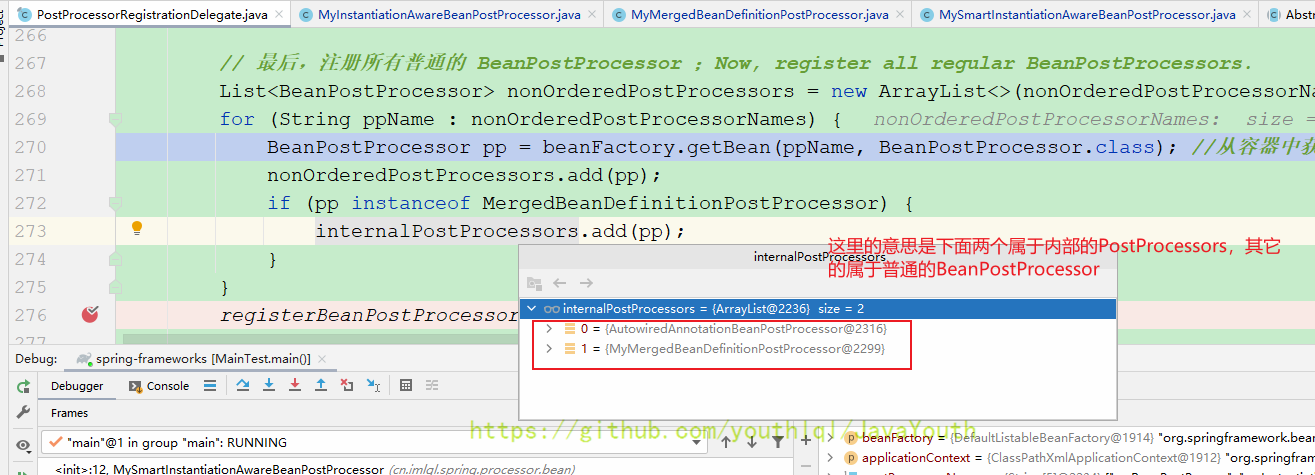 PostProcessorRegistrationDelegate.java
MyInstantiationAwareBeanPostProcessor.java
MyMergedBeanDefinitionPostProcessor.java
MySmartInstantiationAwareBeanPostProcessor.java
Abstr
266
267 // 最后，注册所有普通的 BeanPostProcessor ; Now, register all regular BeanPostProcessors.
268 List<BeanPostProcessor> nonOrderedPostProcessors = new ArrayList<>(nonOrderedPostProcessorNa
269 for (String ppName : nonOrderedPostProcessorNames) { nonOrderedPostProcessorNames: size =
270 BeanPostProcessor pp = beanFactory.getBean(ppName, BeanPostProcessor.class); //从容器中获
271 nonOrderedPostProcessors.add(pp);
272 if (pp instanceof MergedBeanDefinitionPostProcessor) {
273 internalPostProcessors.add(pp);
274 }
275 }
276 registerBeanPostProcessor
277
internalPostProcessors
这里的意思是下面两个属于内部的PostProcessors，其它
的属于普通的BeanPostProcessor
internalPostProcessors = {ArrayList@2236} size = 2
0 = {AutowiredAnnotationBeanPostProcessor@2316}
1 = {MyMergedBeanDefinitionPostProcessor@2299}
Debug: spring-frameworks [MainTest.main()]
Debugger Console
Frames
"main"@1 in group "main": RUNNING
https://github.com/youthlql/JavaYouth
<init>:12, MySmartInstantiationAwareBeanPostProcessor (cn.imlql.spring.processor.bean)
beanFactory = {DefaultListableBeanFactory@1914} "org.springframework.bean
applicationContext = {ClassPathXmlApplicationContext@1912} "org.springfram